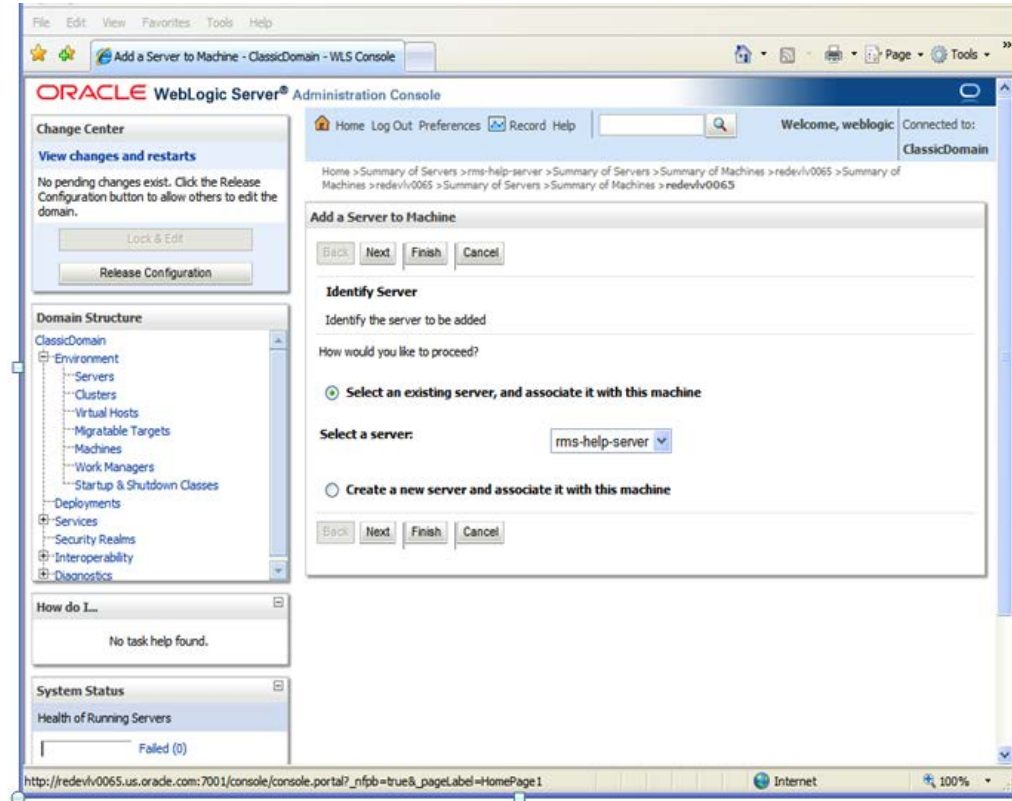 File Edit View Favorites Tools Help
Add a Server to Machine - ClassicDomain - WLS Console
Page Tools
ORACLE WebLogic Server® Administration Console
Change Center
View changes and restarts
No pending changes exist. Click the Release
Configuration button to allow others to edit the
domain.
Lock & Edit
Release Configuration
Domain Structure
ClassicDomain
Environment
Servers
Clusters
Virtual Hosts
Migratable Targets
Machines
Work Managers
Startup & Shutdown Classes
Deployments
Services
Security Realms
Interoperability
Diagnostics
How do I...
No task help found.
System Status
Health of Running Servers
Failed (0)
Home Log Out Preferences Record Help
Welcome, weblogic
Connected to:
ClassicDomain
Home >Summary of Servers >rms-help-server >Summary of Servers >Summary of Machines >redevlv0065 >Summary of
Machines >redevlv0065 >Summary of Servers >Summary of Machines >redevlv0065
Add a Server to Machine
Back Next Finish Cancel
Identify Server
Identify the server to be added
How would you like to proceed?
Select an existing server, and associate it with this machine
Select a server: rms-help-server
Create a new server and associate it with this machine
Back Next Finish Cancel
http://redevlv0065.us.oracle.com:7001/console/console.portal?_nfpb=true&_pageLabel=HomePage1
Internet
100%